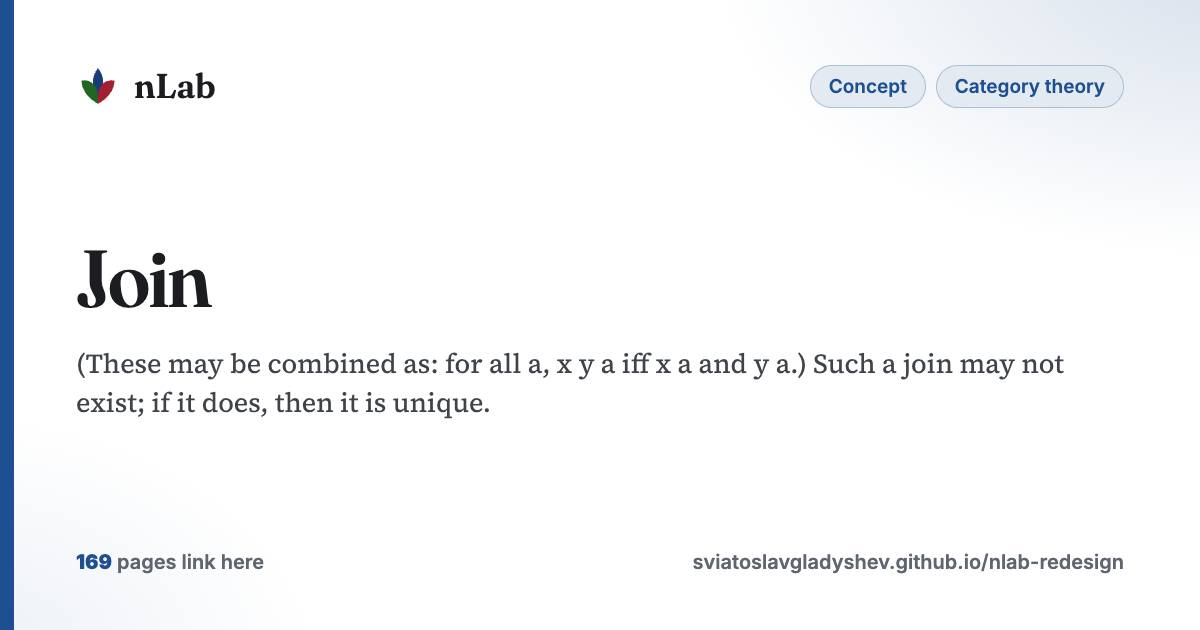 nLab
Concept
Category theory
Join
(These may be combined as: for all a, x y a iff x a and y a.) Such a join may not
exist; if it does, then it is unique.
169 pages link here
sviatoslavgladyshev.github.io/nlab-redesign